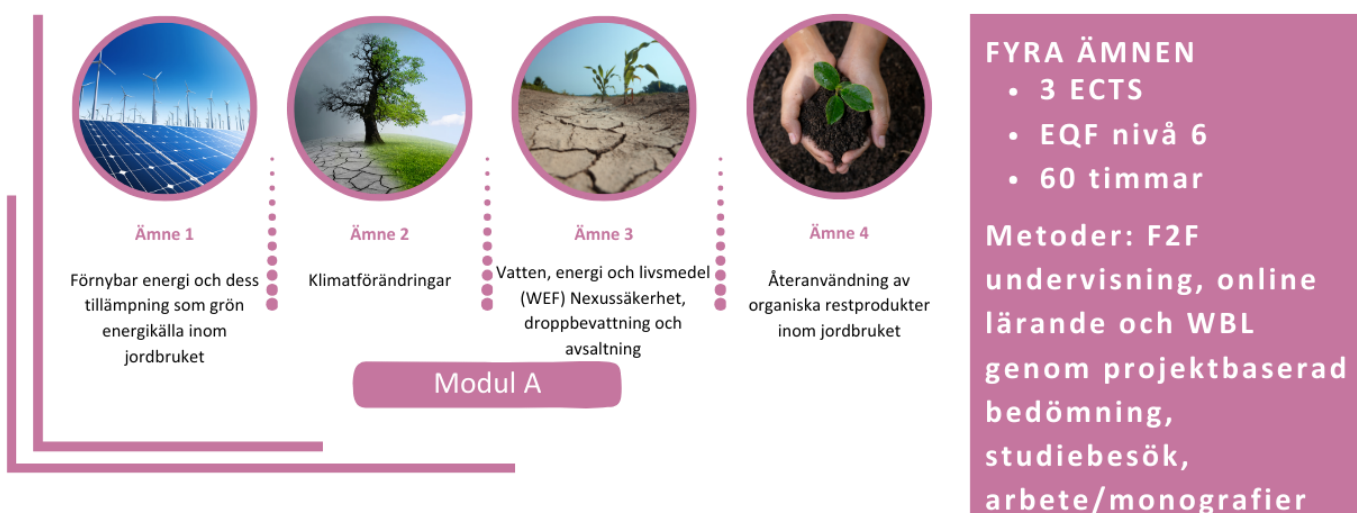 Ämne 1
Förnybar energi och dess
tillämpning som grön
energikälla inom
jordbruket
Ämne 2
Klimatförändringar
Ämne 3
Vatten, energi och livsmedel
(WEF) Nexussäkerhet,
droppbevattning och
avsaltning
Ämne 4
Återanvändning av
organiska restprodukter
inom jordbruket
Modul A
FYRA ÄMNEN
• 3 ECTS
• EQF nivå 6
• 60 timmar
Metoder: F2F
undervisning, online
lärande och WBL
genom projektbaserad
bedömning,
studiebesök,
arbete/monografier